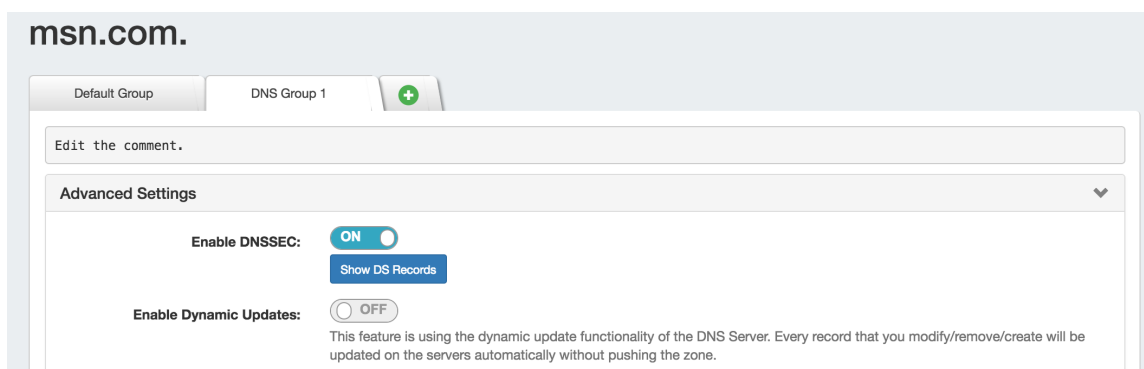 msn.com.
Default Group
DNS Group 1
Edit the comment.
Advanced Settings
Enable DNSSEC:
ON
Show DS Records
Enable Dynamic Updates:
OFF
This feature is using the dynamic update functionality of the DNS Server. Every record that you modify/remove/create will be
updated on the servers automatically without pushing the zone.